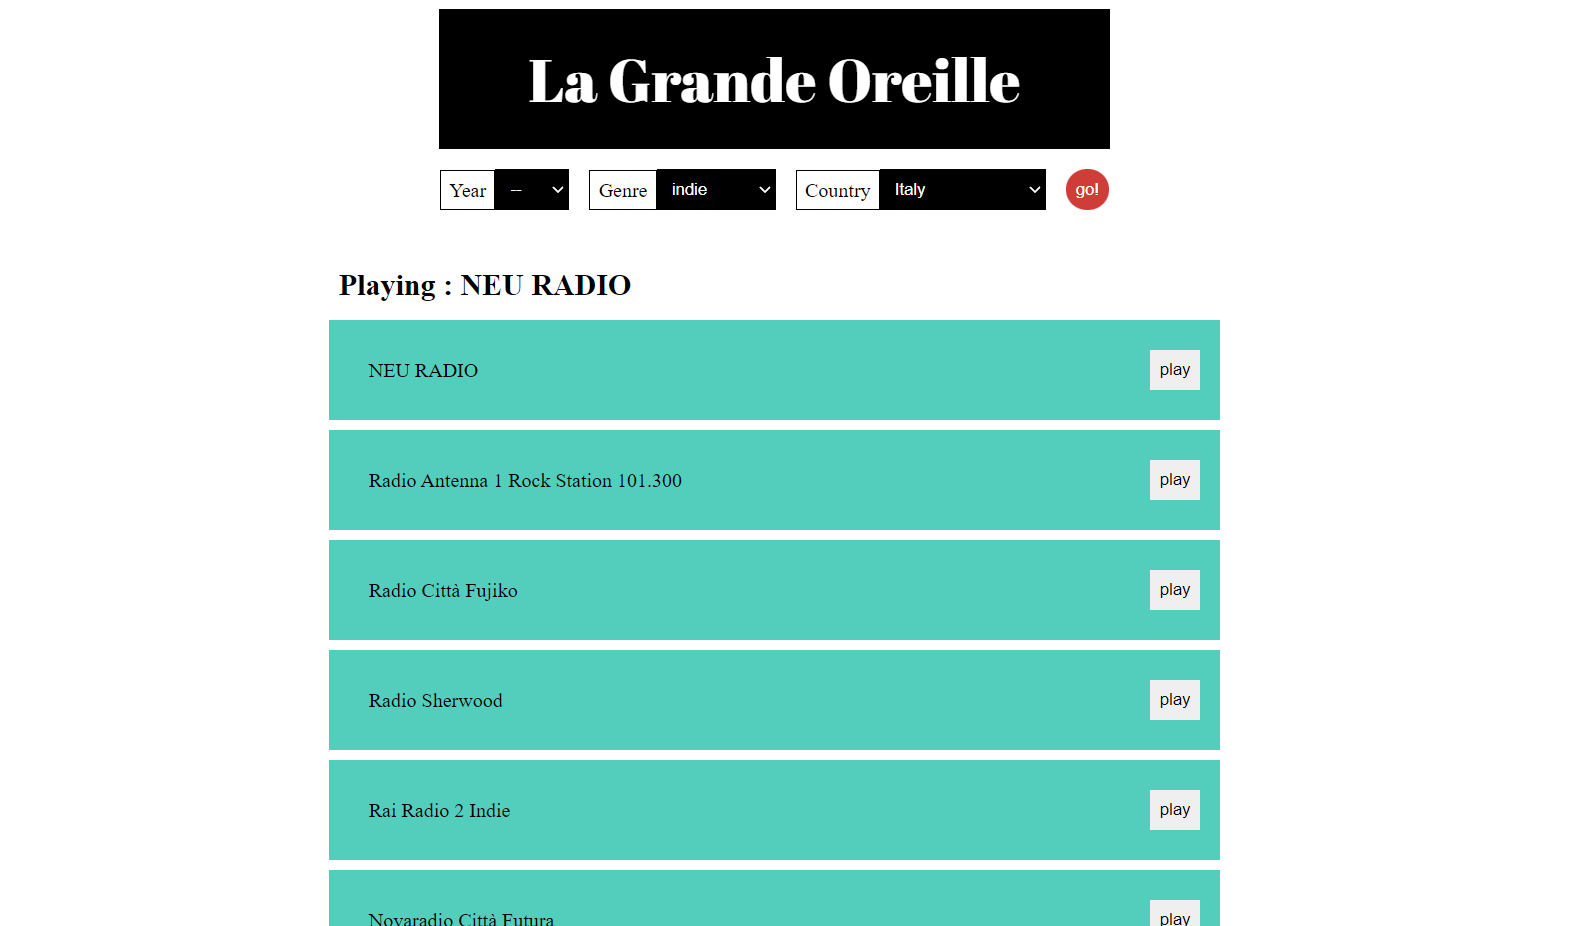 La Grande Oreille
Year -- Genre indie Country Italy go!
Playing : NEU RADIO
NEU RADIO play
Radio Antenna 1 Rock Station 101.300 play
Radio Città Fujiko play
Radio Sherwood play
Rai Radio 2 Indie play
Novaradio Città Futura play